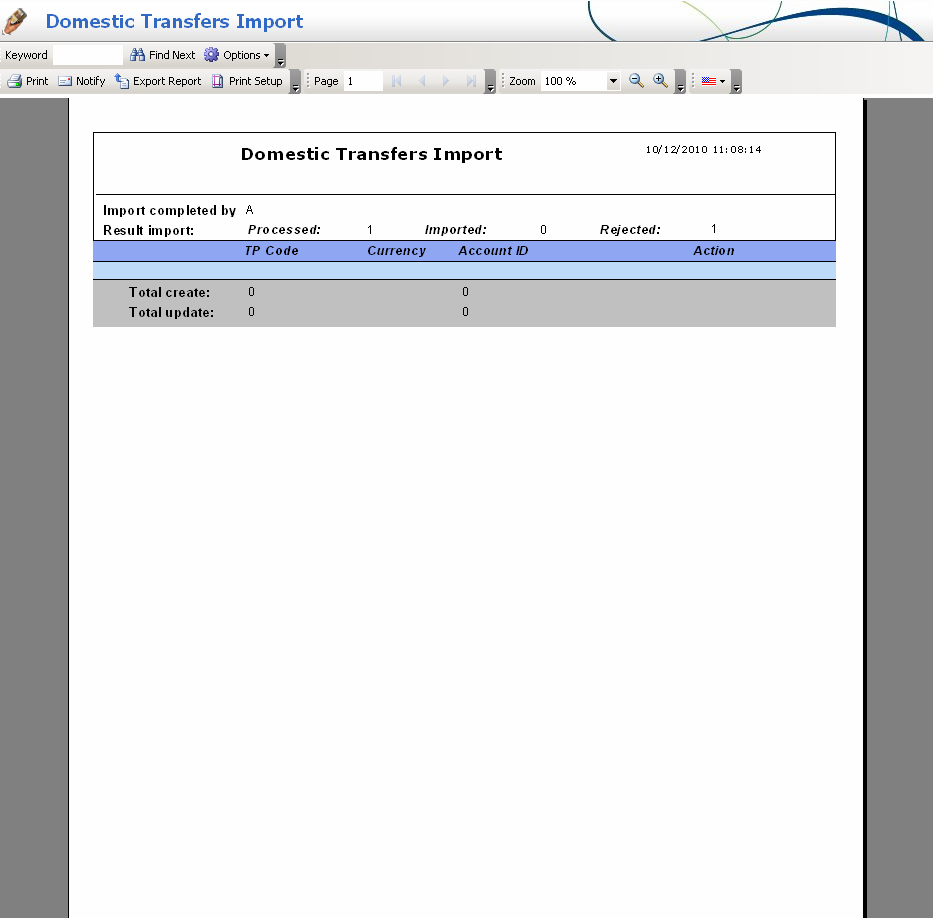 Domestic Transfers Import
Keyword Find Next Options
Print Notify Export Report Print Setup Page 1 Zoom 100 %
Domestic Transfers Import 10/12/2010 11:08:14
Import completed by A
Result import: Processed: 1 Imported: 0 Rejected: 1
TP Code Currency Account ID Action
Total create: 0 0
Total update: 0 0